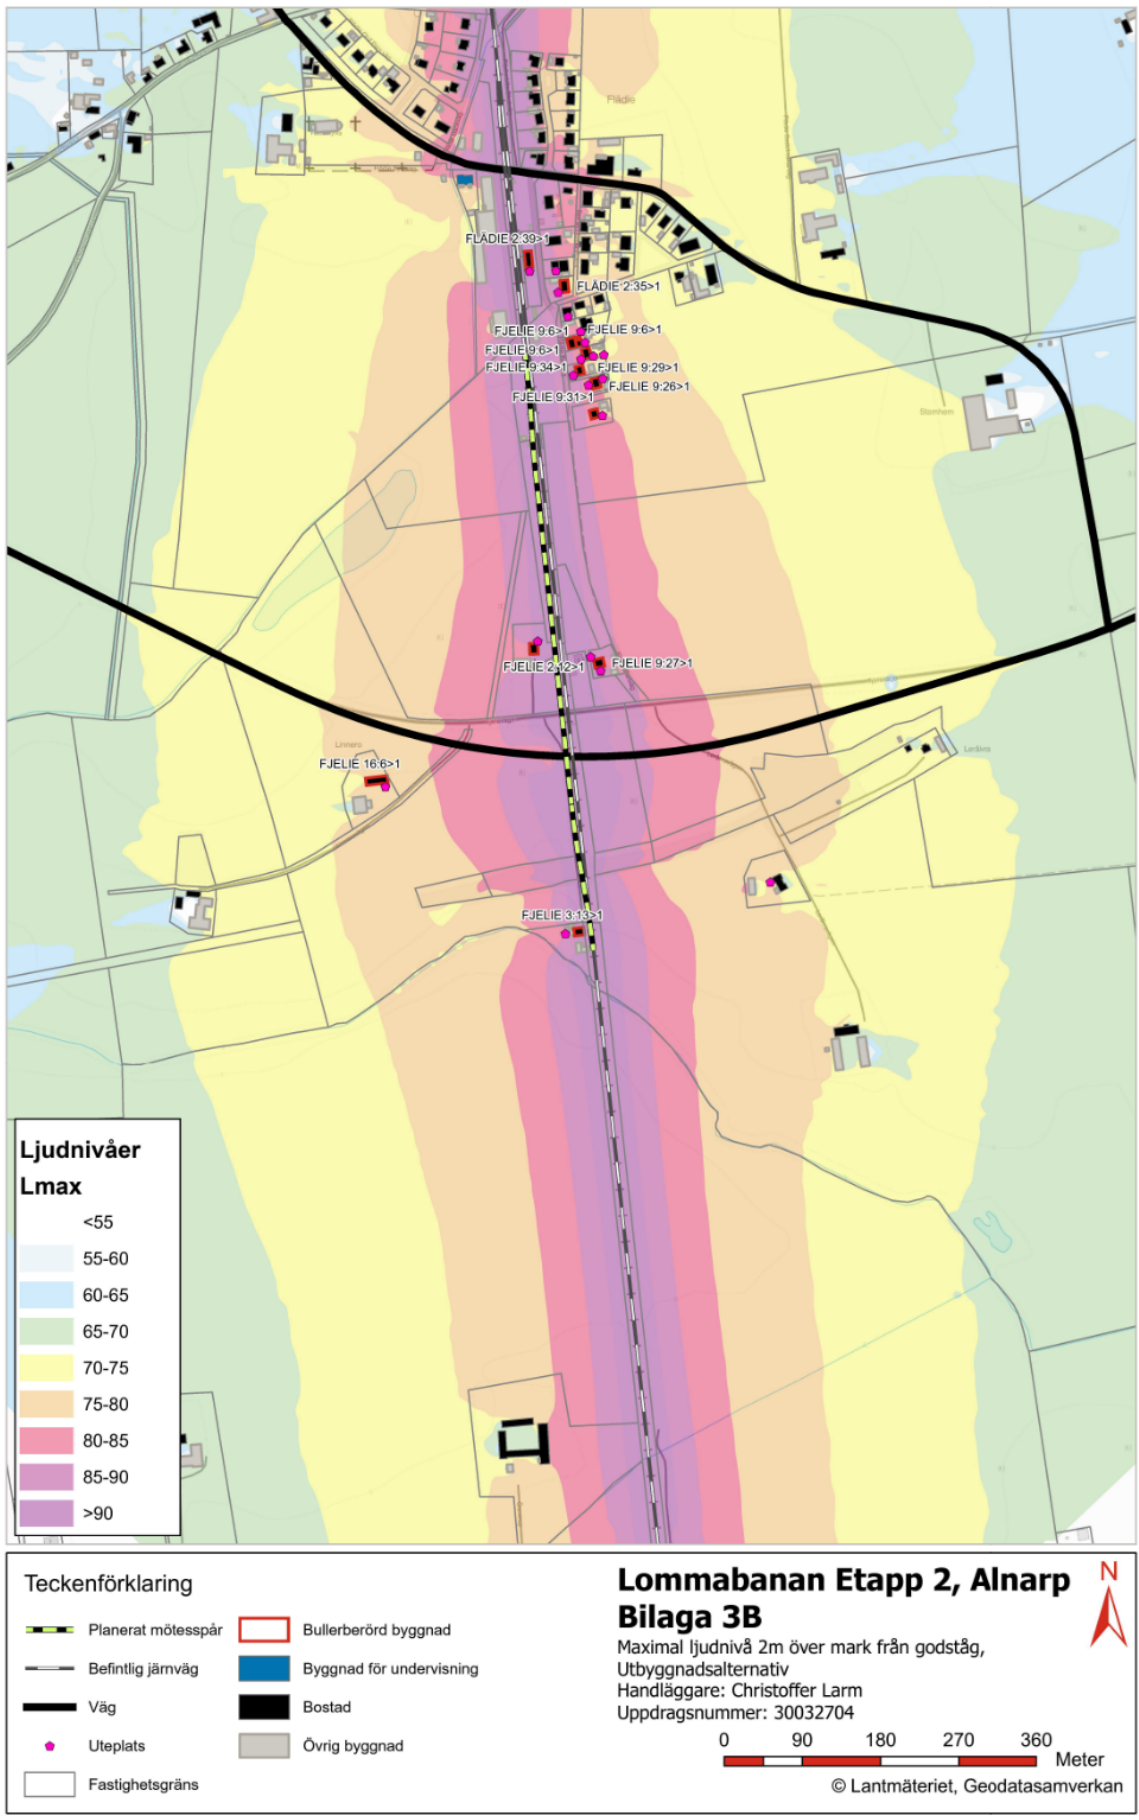 Flädie
FLÄDIE 2:39>1
FLÄDIE 2:35>1
FJELIE 9:6>1
FJELIE 9:6>1
FJELIE 9:6>1
FJELIE 9:34>1
FJELIE 9:29>1
FJELIE 9:26>1
FJELIE 9:31>1
FJELIE 2:12>1
FJELIE 9:27>1
Linnero
FJELIE 16:6>1
FJELIE 3:13>1
Ljudnivåer
Lmax
<55
55-60
60-65
65-70
70-75
75-80
80-85
85-90
>90
Teckenförklaring
Planerat mötesspår
Befintlig järnväg
Väg
Uteplats
Fastighetsgräns
Bullerberörd byggnad
Byggnad för undervisning
Bostad
Övrig byggnad
Lommabanan Etapp 2, Alnarp
Bilaga 3B
Maximal ljudnivå 2m över mark från godståg,
Utbyggnadsalternativ
Handläggare: Christoffer Larm
Uppdragsnummer: 30032704
N
0 90 180 270 360
Meter
© Lantmäteriet, Geodatasamverkan